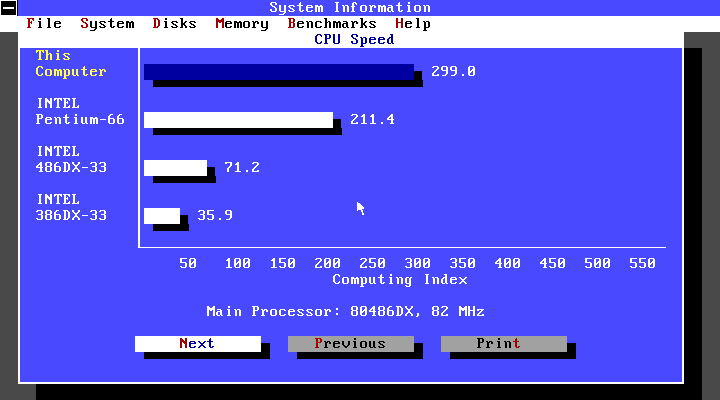 System Information
File System Disks Memory Benchmarks Help
CPU Speed
This
Computer
299.0
INTEL
Pentium-66
211.4
INTEL
486DX-33
71.2
INTEL
386DX-33
35.9
50 100 150 200 250 300 350 400 450 500 550
Computing Index
Main Processor: 80486DX, 82 MHz
Next Previous Print